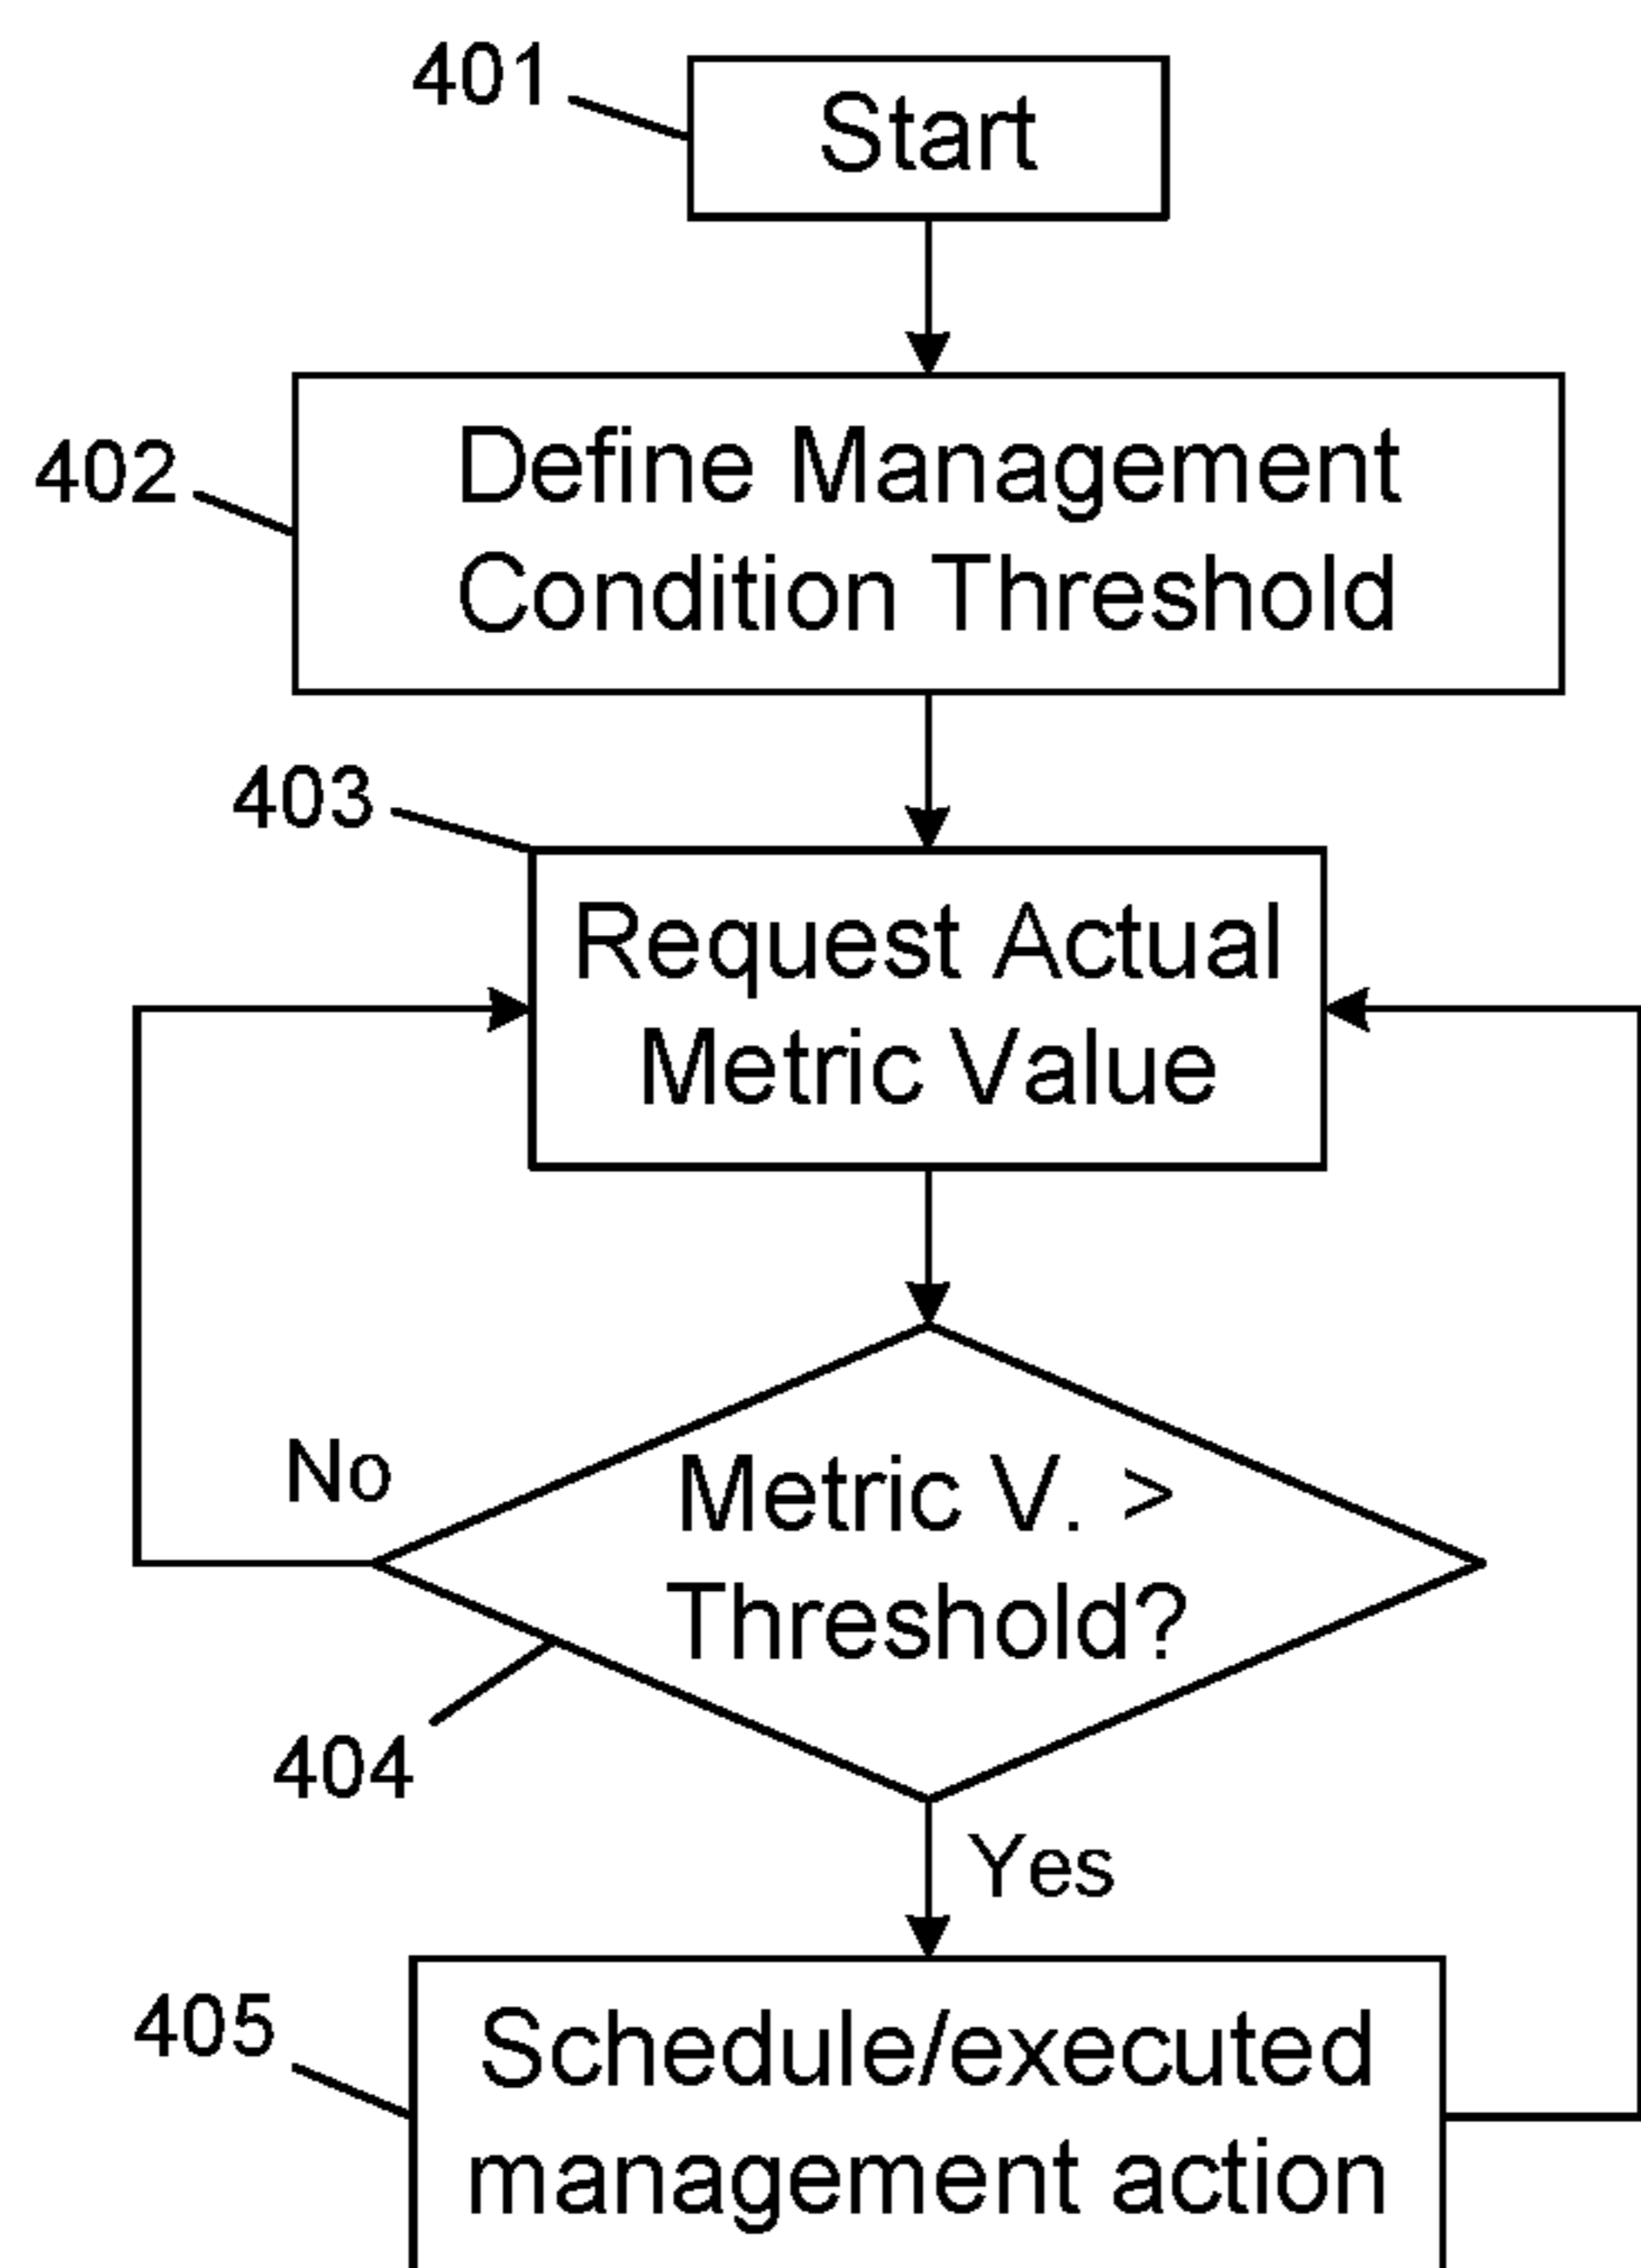 401
Start
402
Define Management
Condition Threshold
403
Request Actual
Metric Value
No
Metric V. >
Threshold?
404
Yes
405
Schedule/executed
management action